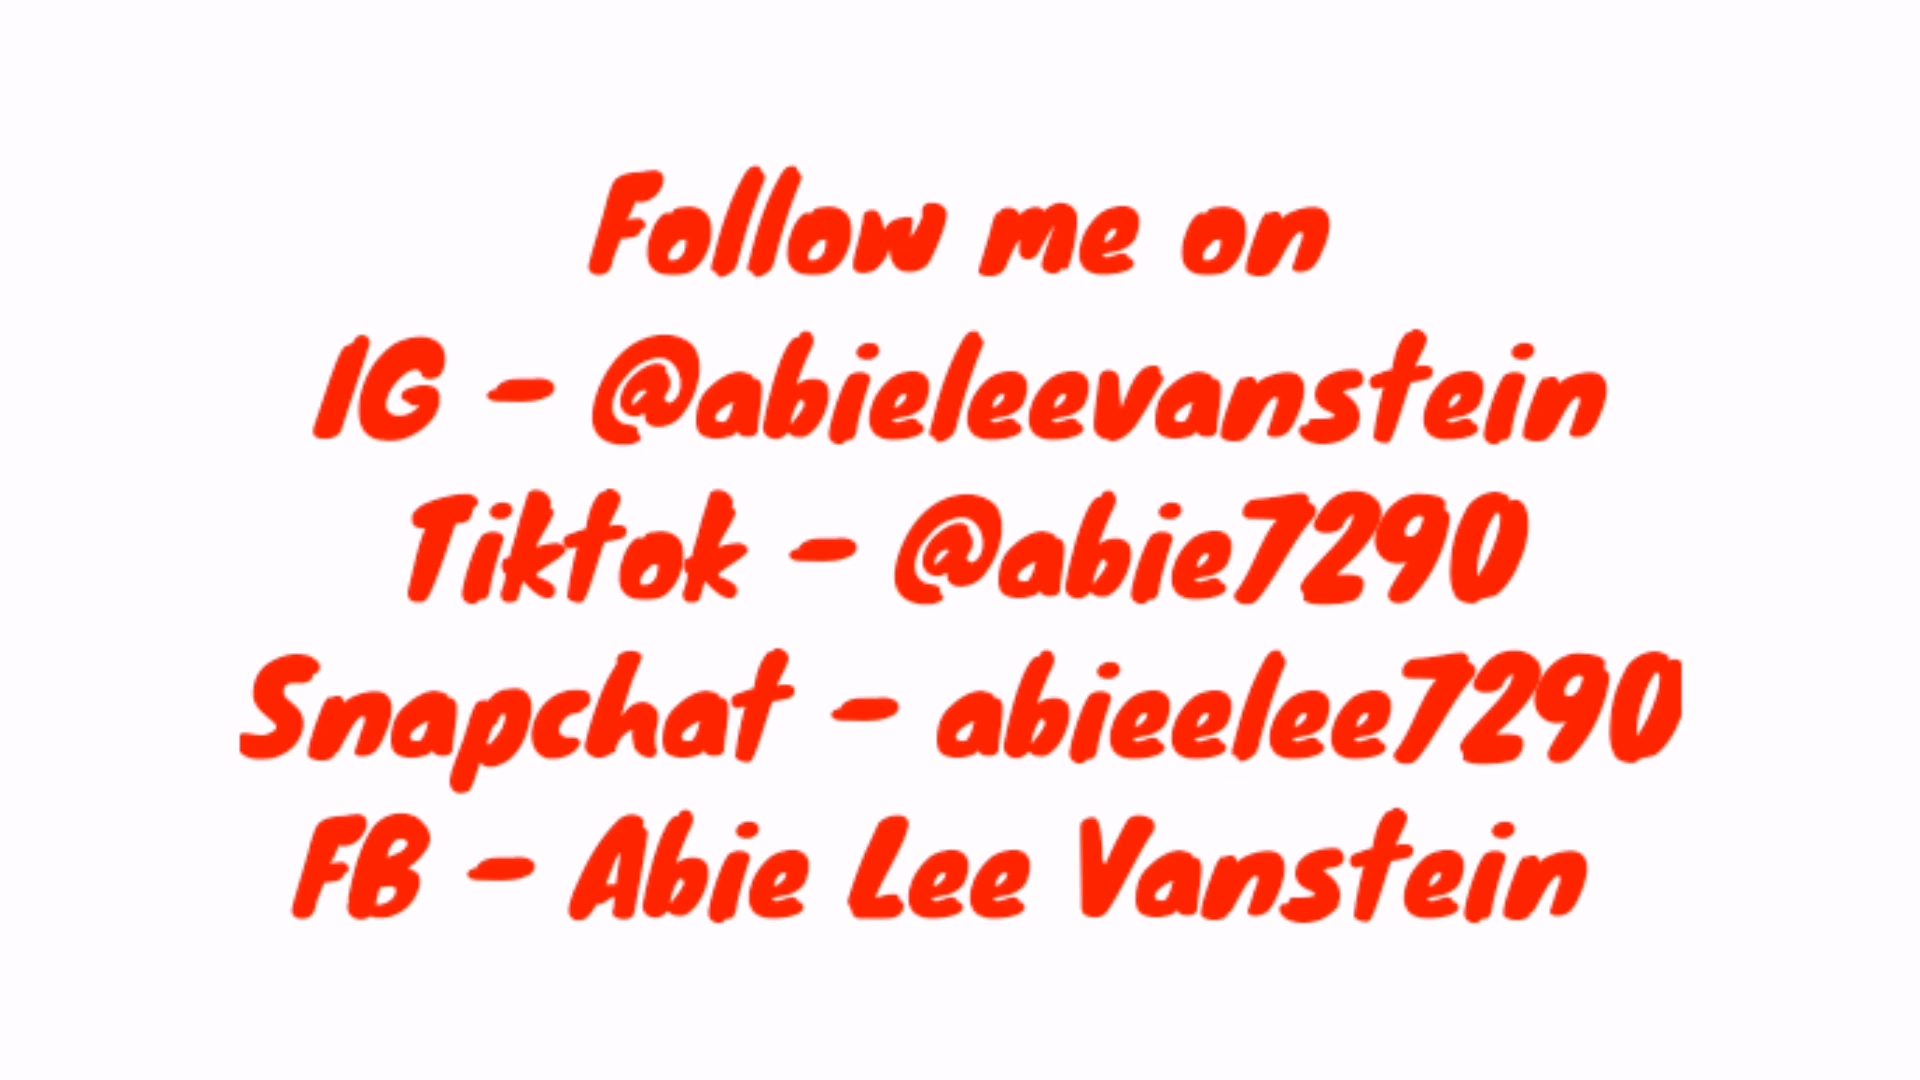 Follow me on
IG - @abieleevanstein
Tiktok - @abie7290
Snapchat - abieelee7290
FB - Abie Lee Vanstein